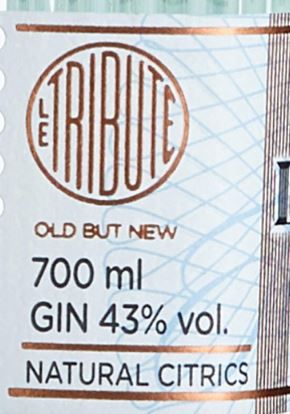 LE TRIBUTE
OLD BUT NEW
700 ml
GIN 43% vol.
NATURAL CITRICS